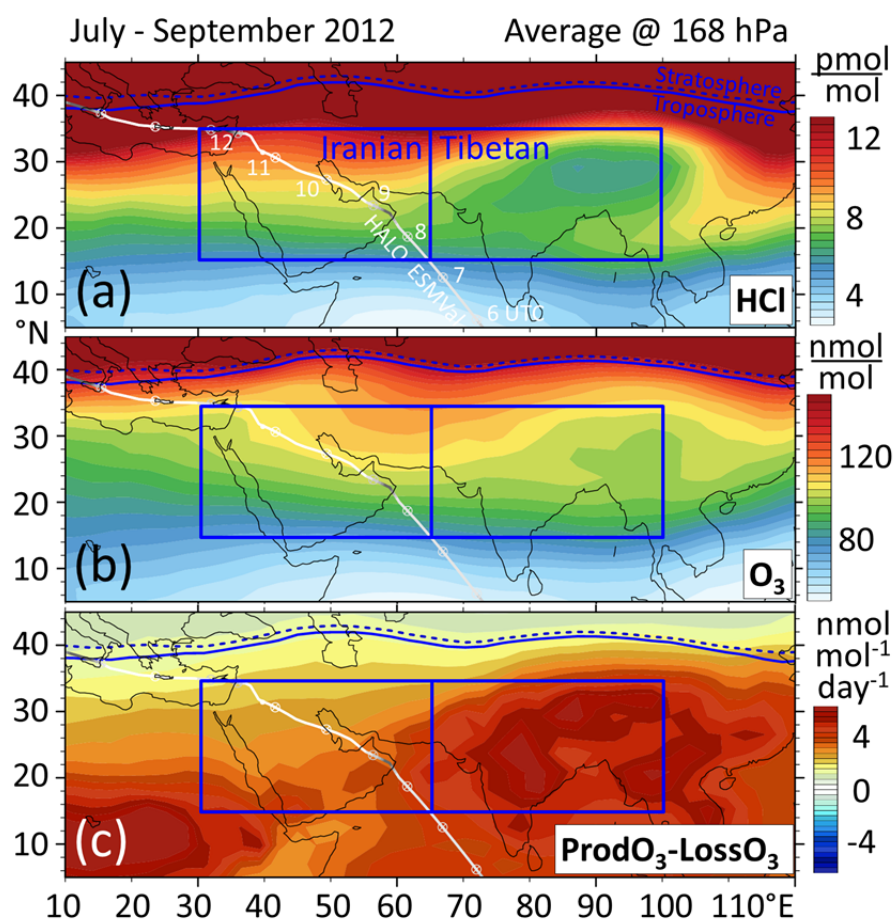 July - September 2012 Average @ 168 hPa
pmol
mol
40
Stratosphere
Troposphere
12
12
Iranian Tibetan
30
11
10
9
8
20
8
HALO ESMVal
7
10
(a)
6 UTC
HCl
4
°N
nmol
mol
40
30
120
20
80
10
(b)
O₃
nmol
mol⁻¹
day⁻¹
40
30
4
2
20
0
-2
10
(c)
ProdO₃-LossO₃
-4
10 20 30 40 50 60 70 80 90 100 110°E